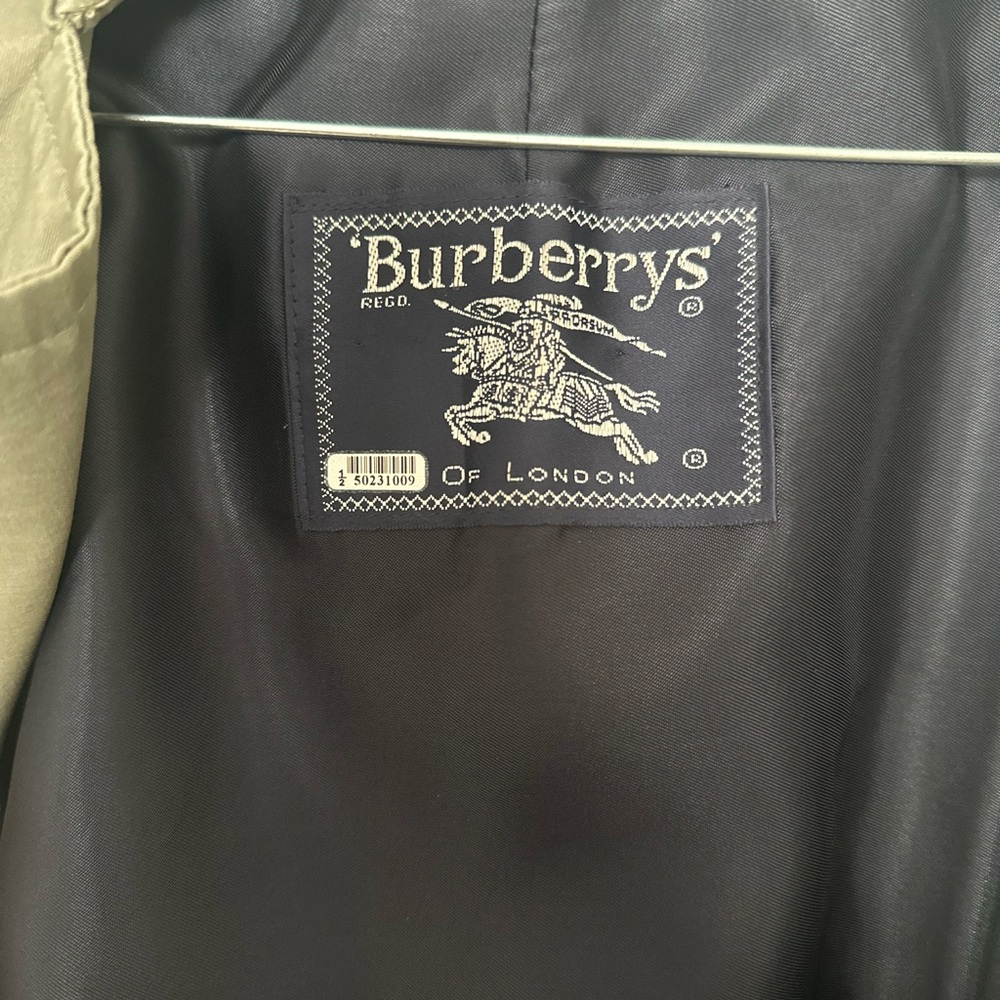 'Burberrys'
REGD. ®
PRORSUM
½ 50231009
OF LONDON ®